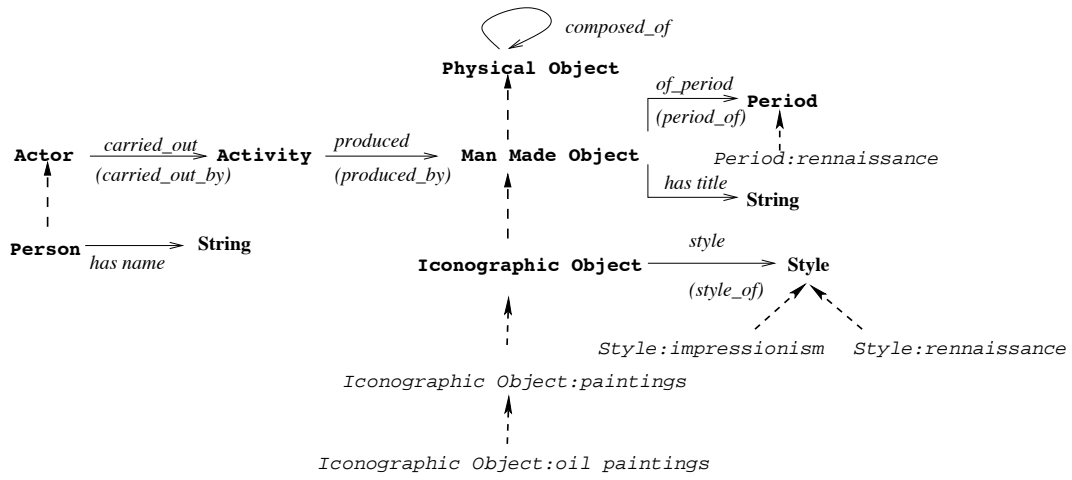 composed_of
Physical Object
of_period
Period
(period_of)
carried_out
produced
Actor
Activity
Man Made Object
Period:rennaissance
(carried_out_by)
(produced_by)
has title
String
Person
has name
String
style
Iconographic Object
Style
(style_of)
Style:impressionism
Style:rennaissance
Iconographic Object:paintings
Iconographic Object:oil paintings